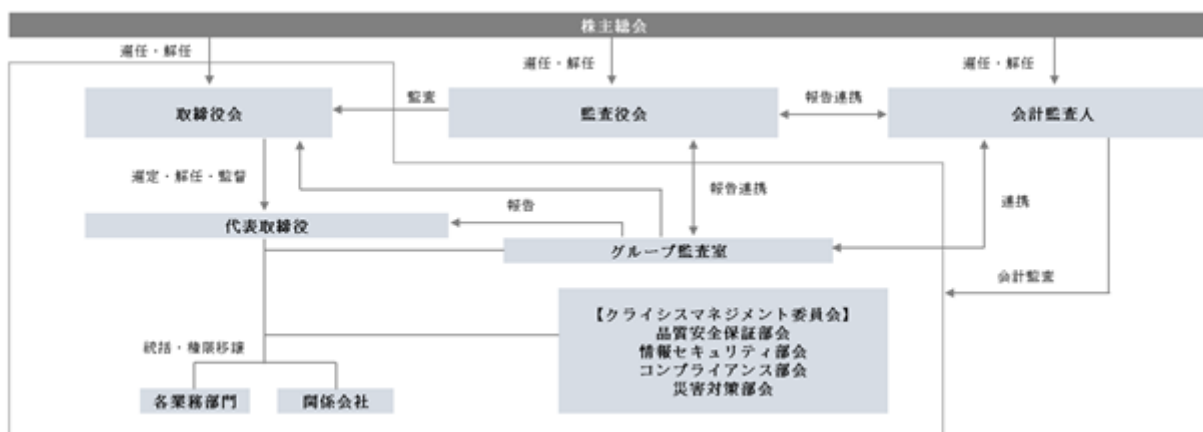 株主総会
選任・解任
選任・解任
選任・解任
取締役会
監査
監査役会
報告連携
会計監査人
選定・解任・監督
報告連携
連携
代表取締役
報告
グループ監査室
会計監査
【クライシスマネジメント委員会】
品質安全保証部会
情報セキュリティ部会
コンプライアンス部会
災害対策部会
統括・権限移譲
各業務部門
関係会社